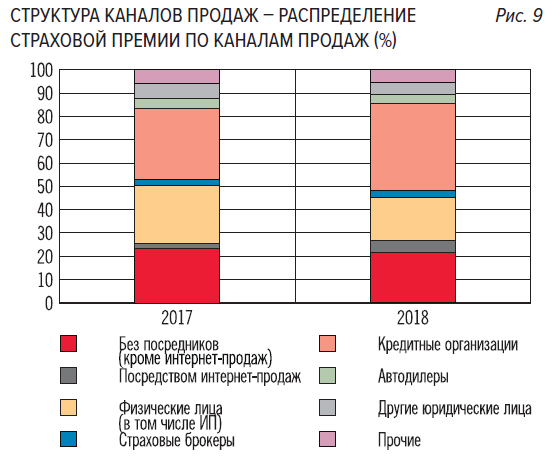 СТРУКТУРА КАНАЛОВ ПРОДАЖ – РАСПРЕДЕЛЕНИЕ
Рис. 9
СТРАХОВОЙ ПРЕМИИ ПО КАНАЛАМ ПРОДАЖ (%)
100
90
80
70
60
50
40
30
20
10
0
2017
2018
Без посредников
(кроме интернет-продаж)
Посредством интернет-продаж
Физические лица
(в том числе ИП)
Страховые брокеры
Кредитные организации
Автодилеры
Другие юридические лица
Прочие